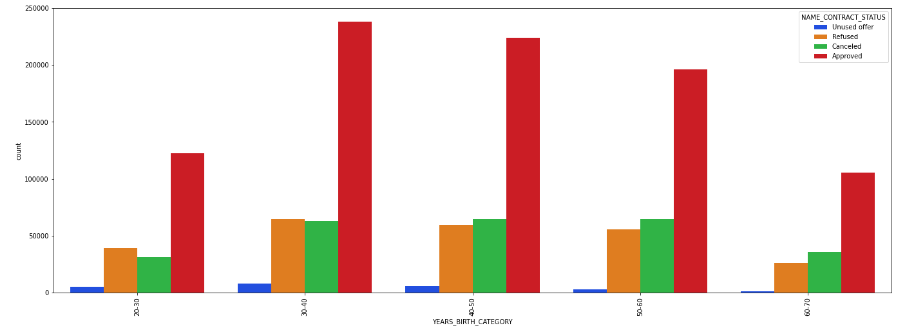 250000
200000
150000
100000
50000
0
count
20-30
30-40
40-50
50-60
60-70
YEARS_BIRTH_CATEGORY
NAME_CONTRACT_STATUS
Unused offer
Refused
Canceled
Approved